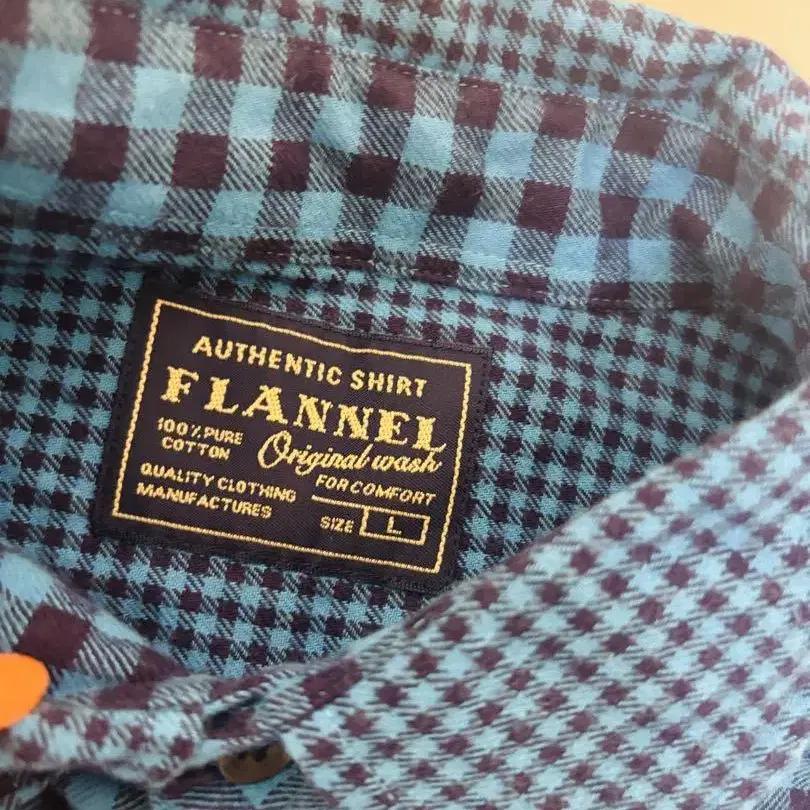 AUTHENTIC SHIRT
FLANNEL
100% PURE
COTTON
Original wash
FOR COMFORT
QUALITY CLOTHING
MANUFACTURES
SIZE L